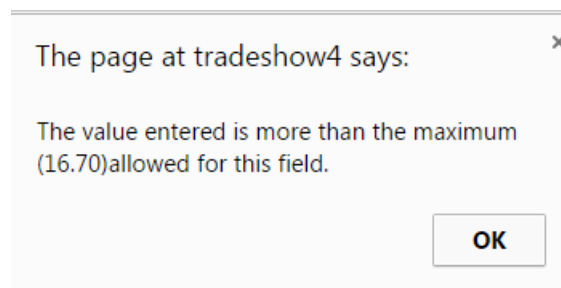 The page at tradeshow4 says:
The value entered is more than the maximum
(16.70)allowed for this field.
OK